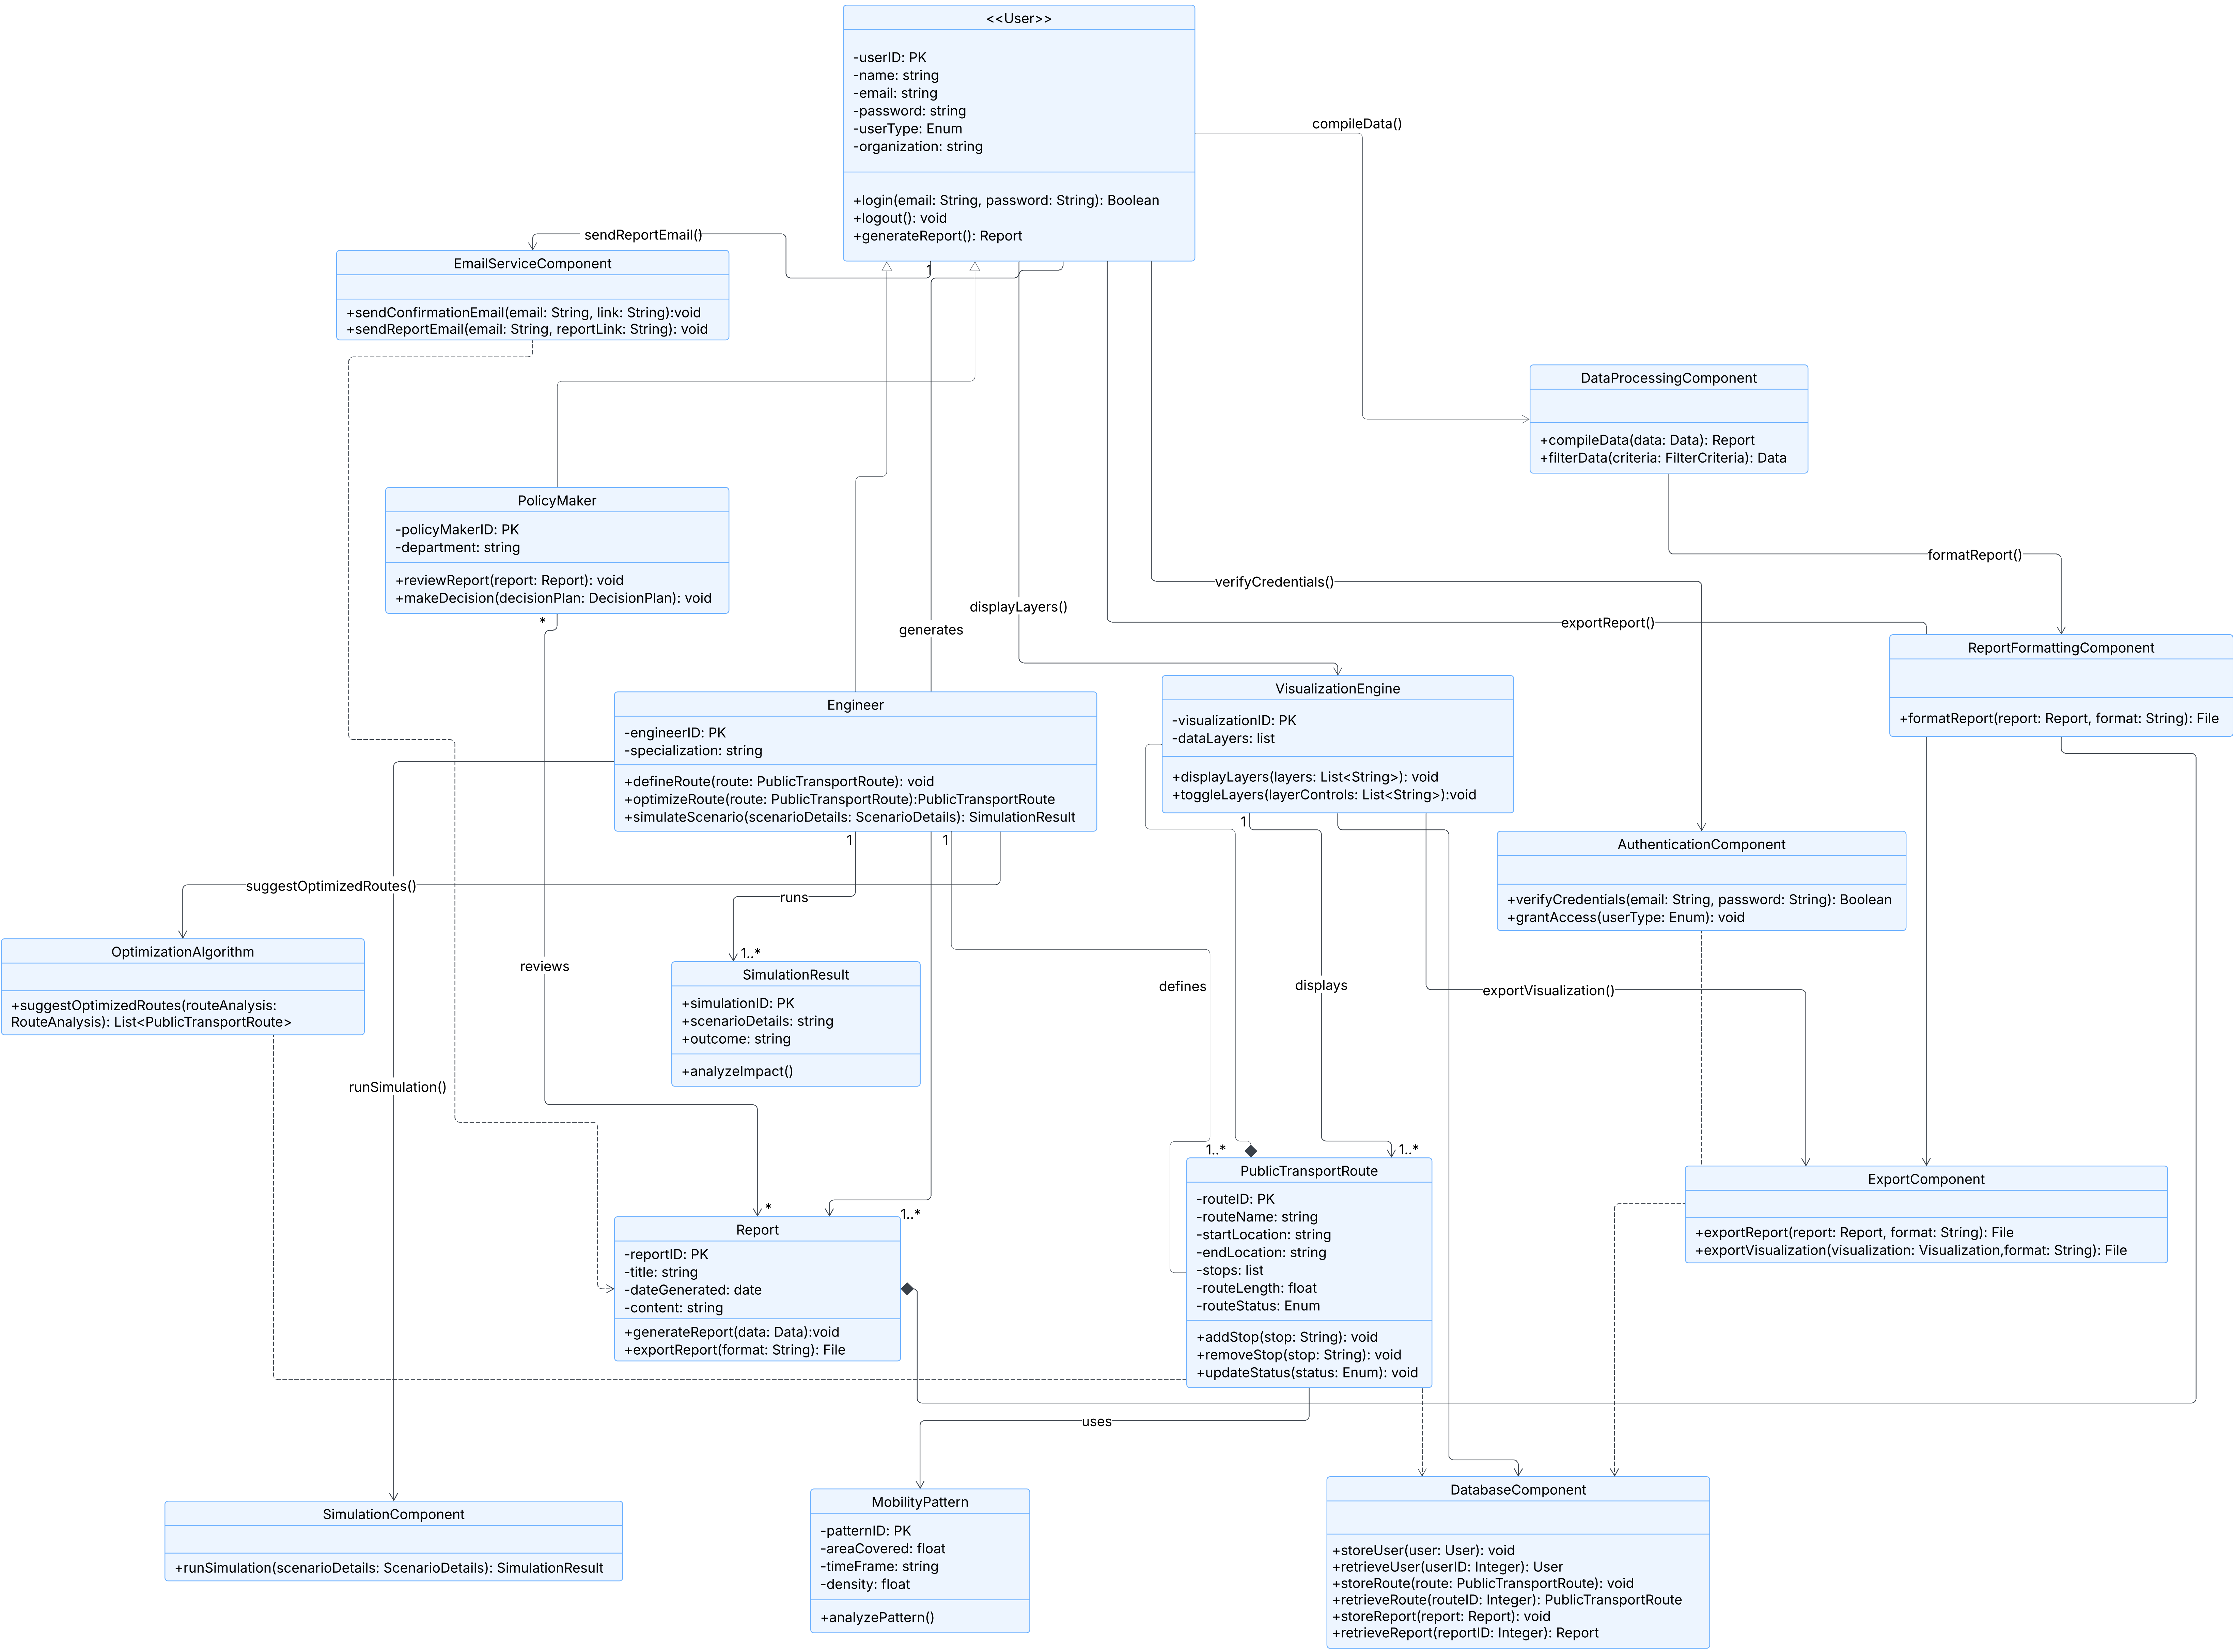 <<User>>
-userID: PK
-name: string
-email: string
-password: string
-userType: Enum
-organization: string
+login(email: String, password: String): Boolean
+logout(): void
+generateReport(): Report
compileData()
sendReportEmail()
1
EmailServiceComponent
+sendConfirmationEmail(email: String, link: String):void
+sendReportEmail(email: String, reportLink: String): void
DataProcessingComponent
+compileData(data: Data): Report
+filterData(criteria: FilterCriteria): Data
PolicyMaker
-policyMakerID: PK
-department: string
+reviewReport(report: Report): void
+makeDecision(decisionPlan: DecisionPlan): void
*
formatReport()
verifyCredentials()
displayLayers()
generates
exportReport()
ReportFormattingComponent
+formatReport(report: Report, format: String): File
Engineer
-engineerID: PK
-specialization: string
+defineRoute(route: PublicTransportRoute): void
+optimizeRoute(route: PublicTransportRoute):PublicTransportRoute
+simulateScenario(scenarioDetails: ScenarioDetails): SimulationResult
1
1
VisualizationEngine
-visualizationID: PK
-dataLayers: list
+displayLayers(layers: List<String>): void
+toggleLayers(layerControls: List<String>):void
1
AuthenticationComponent
+verifyCredentials(email: String, password: String): Boolean
+grantAccess(userType: Enum): void
suggestOptimizedRoutes()
runs
1..*
OptimizationAlgorithm
+suggestOptimizedRoutes(routeAnalysis:
RouteAnalysis): List<PublicTransportRoute>
reviews
SimulationResult
+simulationID: PK
+scenarioDetails: string
+outcome: string
+analyzeImpact()
defines
displays
exportVisualization()
runSimulation()
1..*
1..*
PublicTransportRoute
-routeID: PK
-routeName: string
-startLocation: string
-endLocation: string
-stops: list
-routeLength: float
-routeStatus: Enum
+addStop(stop: String): void
+removeStop(stop: String): void
+updateStatus(status: Enum): void
ExportComponent
+exportReport(report: Report, format: String): File
+exportVisualization(visualization: Visualization,format: String): File
*
1..*
Report
-reportID: PK
-title: string
-dateGenerated: date
-content: string
+generateReport(data: Data):void
+exportReport(format: String): File
uses
SimulationComponent
+runSimulation(scenarioDetails: ScenarioDetails): SimulationResult
MobilityPattern
-patternID: PK
-areaCovered: float
-timeFrame: string
-density: float
+analyzePattern()
DatabaseComponent
+storeUser(user: User): void
+retrieveUser(userID: Integer): User
+storeRoute(route: PublicTransportRoute): void
+retrieveRoute(routeID: Integer): PublicTransportRoute
+storeReport(report: Report): void
+retrieveReport(reportID: Integer): Report